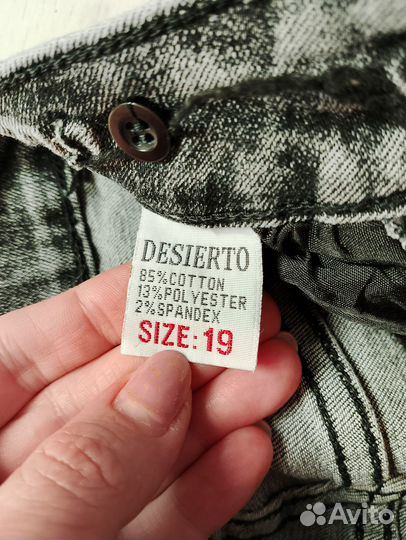 DESIERTO
85%COTTON
13%POLYESTER
2%SPANDEX
SIZE:19
Avito